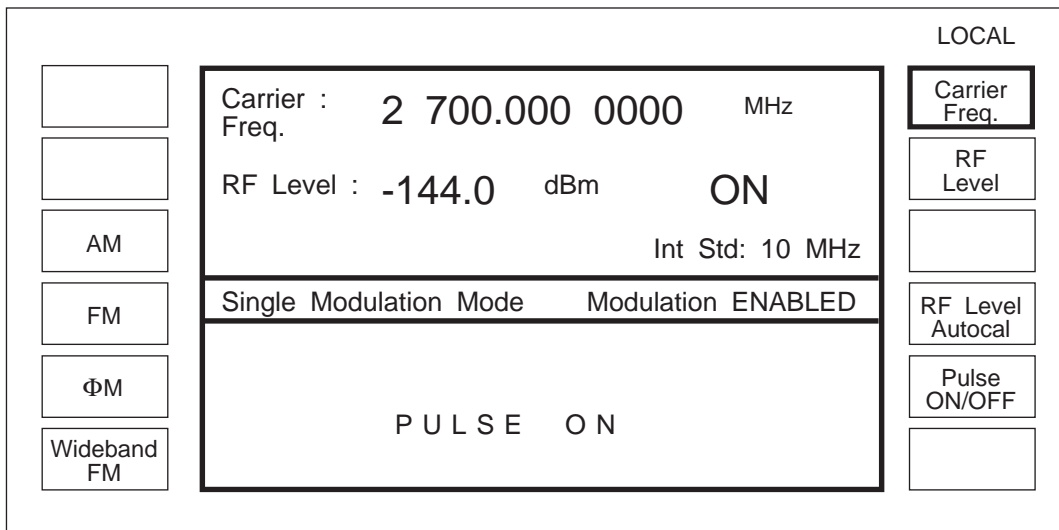 LOCAL
AM
FM
ΦM
Wideband
FM
Carrier :
Freq.
2 700.000 0000 MHz
RF Level : -144.0 dBm ON
Int Std: 10 MHz
Single Modulation Mode Modulation ENABLED
PULSE ON
Carrier
Freq.
RF
Level
RF Level
Autocal
Pulse
ON/OFF